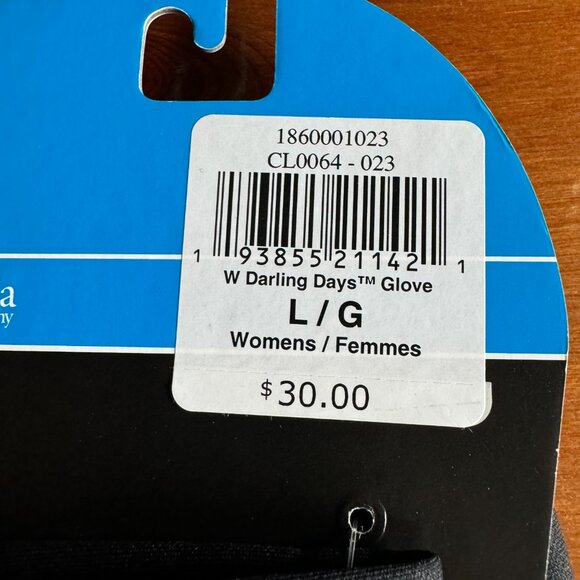 1860001023
CL0064 - 023
1 93855 21142 1
W Darling Days™ Glove
L / G
Womens / Femmes
$30.00